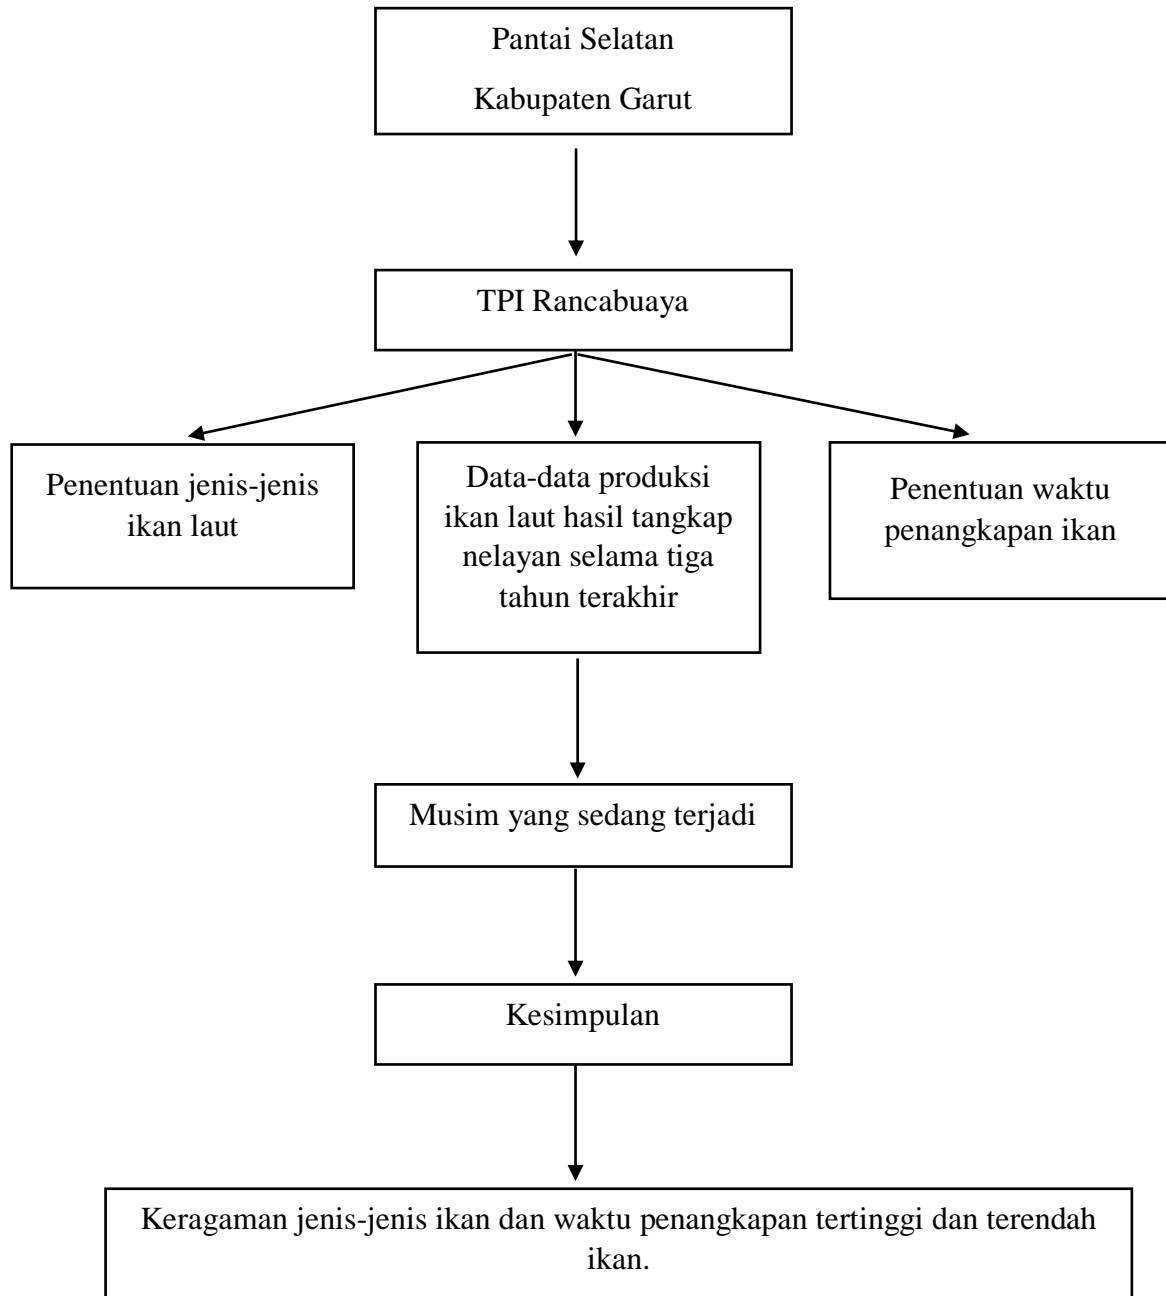 Pantai Selatan
Kabupaten Garut
TPI Rancabuaya
Penentuan jenis-jenis
ikan laut
Data-data produksi
ikan laut hasil tangkap
nelayan selama tiga
tahun terakhir
Penentuan waktu
penangkapan ikan
Musim yang sedang terjadi
Kesimpulan
Keragaman jenis-jenis ikan dan waktu penangkapan tertinggi dan terendah
ikan.